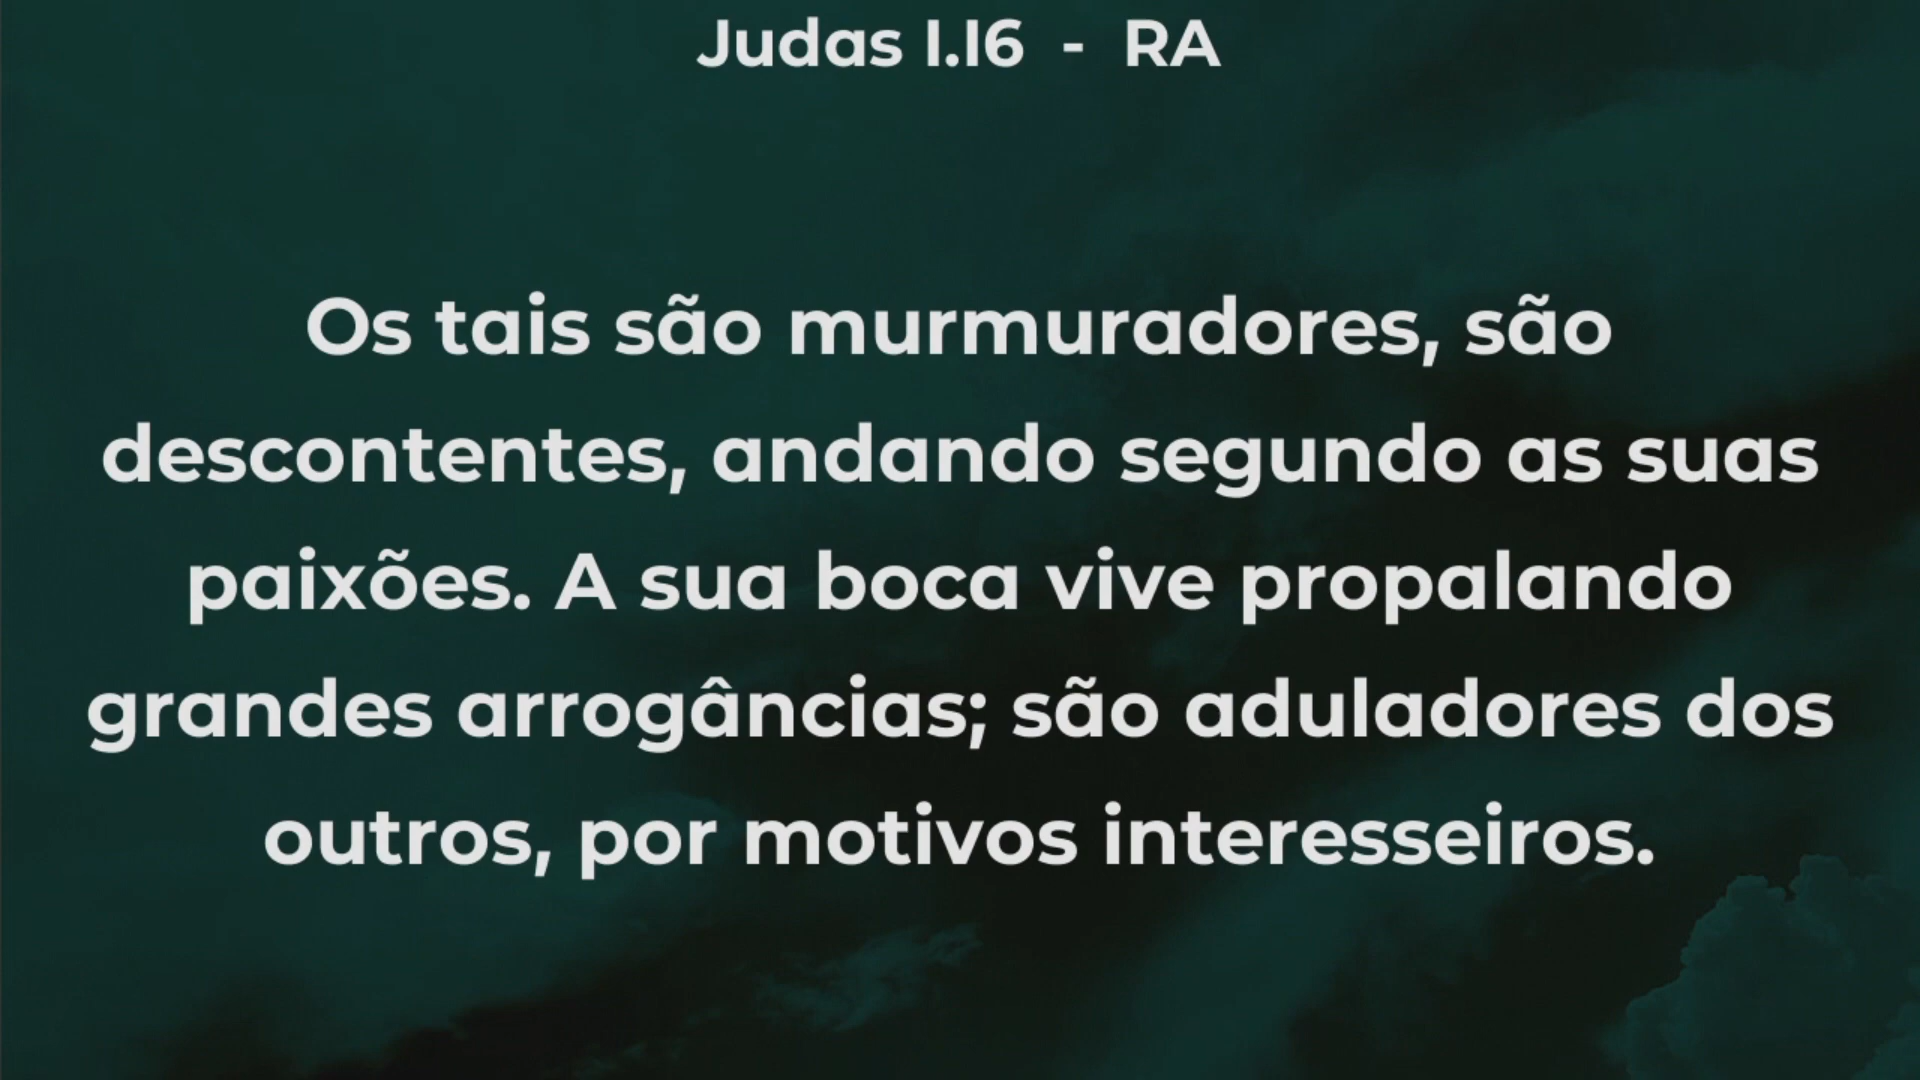 Judas 1.16 - RA
Os tais são murmuradores, são
descontentes, andando segundo as suas
paixões. A sua boca vive propalando
grandes arrogâncias; são aduladores dos
outros, por motivos interesseiros.